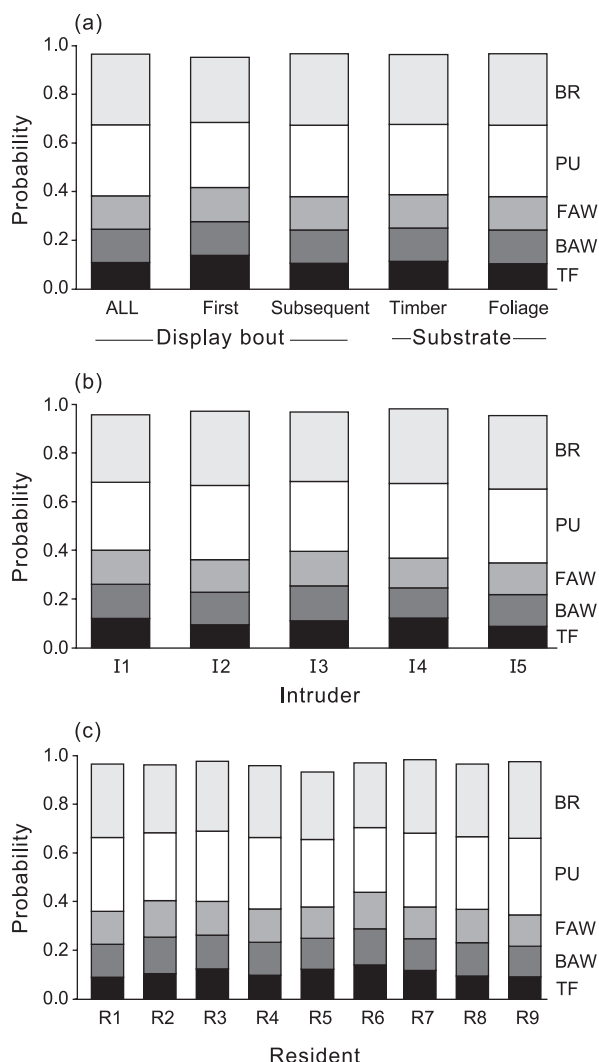 (a)
1.0
0.8
0.6
0.4
0.2
0.0
Probability
BR
PU
FAW
BAW
TF
ALL First Subsequent Timber Foliage
Display bout Substrate
(b)
1.0
0.8
0.6
0.4
0.2
0.0
Probability
BR
PU
FAW
BAW
TF
I1 I2 I3 I4 I5
Intruder
(c)
1.0
0.8
0.6
0.4
0.2
0.0
Probability
BR
PU
FAW
BAW
TF
R1 R2 R3 R4 R5 R6 R7 R8 R9
Resident